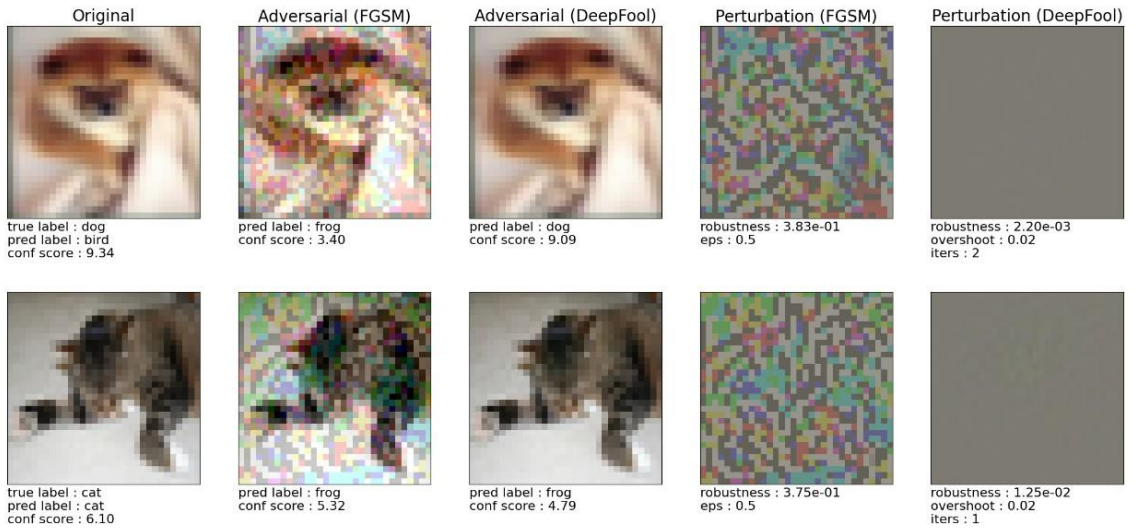 Original
Adversarial (FGSM)
Adversarial (DeepFool)
Perturbation (FGSM)
Perturbation (DeepFool)
true label : dog
pred label : bird
conf score : 9.34
pred label : frog
conf score : 3.40
pred label : dog
conf score : 9.09
robustness : 3.83e-01
eps : 0.5
robustness : 2.20e-03
overshoot : 0.02
iters : 2
true label : cat
pred label : cat
conf score : 6.10
pred label : frog
conf score : 5.32
pred label : frog
conf score : 4.79
robustness : 3.75e-01
eps : 0.5
robustness : 1.25e-02
overshoot : 0.02
iters : 1